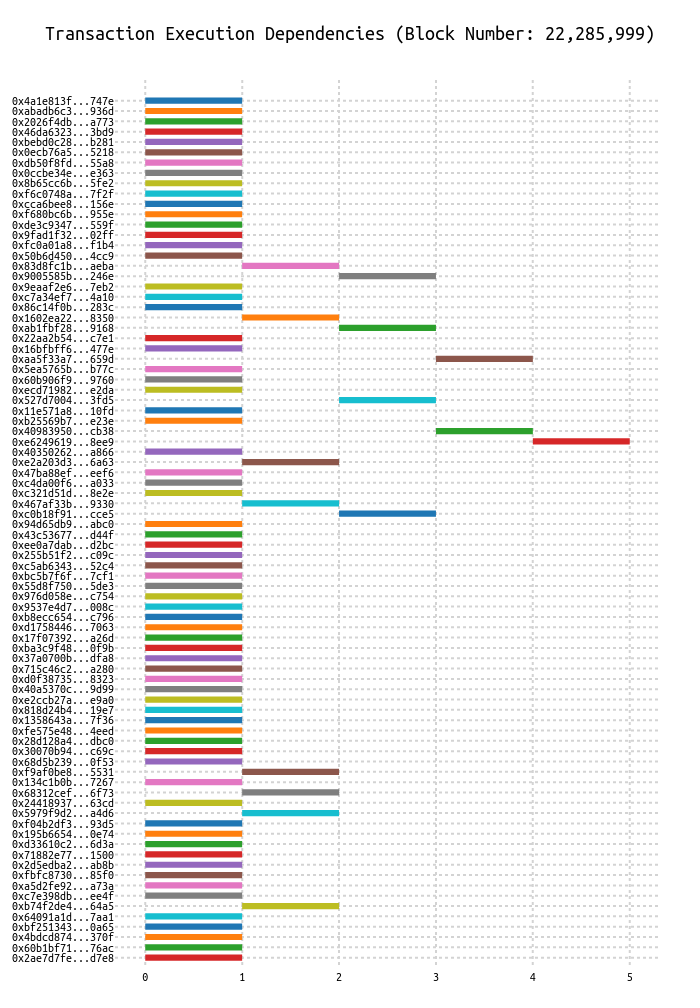 Transaction Execution Dependencies (Block Number: 22,285,999)
0x4a1e813f...747e
0xabadb6c3...936d
0x2026f4db...a773
0x46da6323...3bd9
0xbebd0c28...b281
0x0ecb76a5...5218
0xdb50f8fd...55a8
0x0ccbe34e...e363
0x8b65cc6b...5fe2
0xf6c0748a...7f2f
0xcca6bee8...156e
0xf680bc6b...955e
0xde3c9347...559f
0x9fad1f32...02ff
0xfc0a01a8...f1b4
0x50b6d450...4cc9
0x83d8fc1b...aeba
0x9005585b...246e
0x9eaaf2e6...7eb2
0xc7a34ef7...4a10
0x86c14f0b...283c
0x1602ea22...8350
0xab1fbf28...9168
0x22aa2b54...c7e1
0x16bfbff6...477e
0xaa5f33a7...659d
0x5ea5765b...b77c
0x60b906f9...9760
0xecd71982...e2da
0x527d7004...3fd5
0x11e571a8...10fd
0xb25569b7...e23e
0x40983950...cb38
0xe6249619...8ee9
0x40350262...a866
0xe2a203d3...6a63
0x47ba88ef...eef6
0xc4da00f6...a033
0xc321d51d...8e2e
0x467af33b...9330
0xc0b18f91...cce5
0x94d65db9...abc0
0x43c53677...d44f
0xee0a7dab...d2bc
0x255b51f2...c09c
0xc5ab6343...52c4
0xbc5b7f6f...7cf1
0x55d8f750...5de3
0x976d058e...c754
0x9537e4d7...008c
0xb8ecc654...c796
0xd1758446...7063
0x17f07392...a26d
0xba3c9f48...0f9b
0x37a0700b...dfa8
0x715c46c2...a280
0xd0f38735...8323
0x40a5370c...9d99
0xe2ccb27a...e9a0
0x818d24b4...19e7
0x1358643a...7f36
0xfe575e48...4eed
0x28d128a4...dbc0
0x30070b94...c69c
0x68d5b239...0f53
0xf9af0be8...5531
0x134c1b0b...7267
0x68312cef...6f73
0x24418937...63cd
0x5979f9d2...a4d6
0xf04b2df3...93d5
0x195b6654...0e74
0xd33610c2...6d3a
0x71882e77...1500
0x2d5edba2...ab8b
0xfbfc8730...85f0
0xa5d2fe92...a73a
0xc7e398db...ee4f
0xb74f2de4...64a5
0x64091a1d...7aa1
0xbf251343...0a65
0x4bdcd874...370f
0x60b1bf71...76ac
0x2ae7d7fe...d7e8
0 1 2 3 4 5